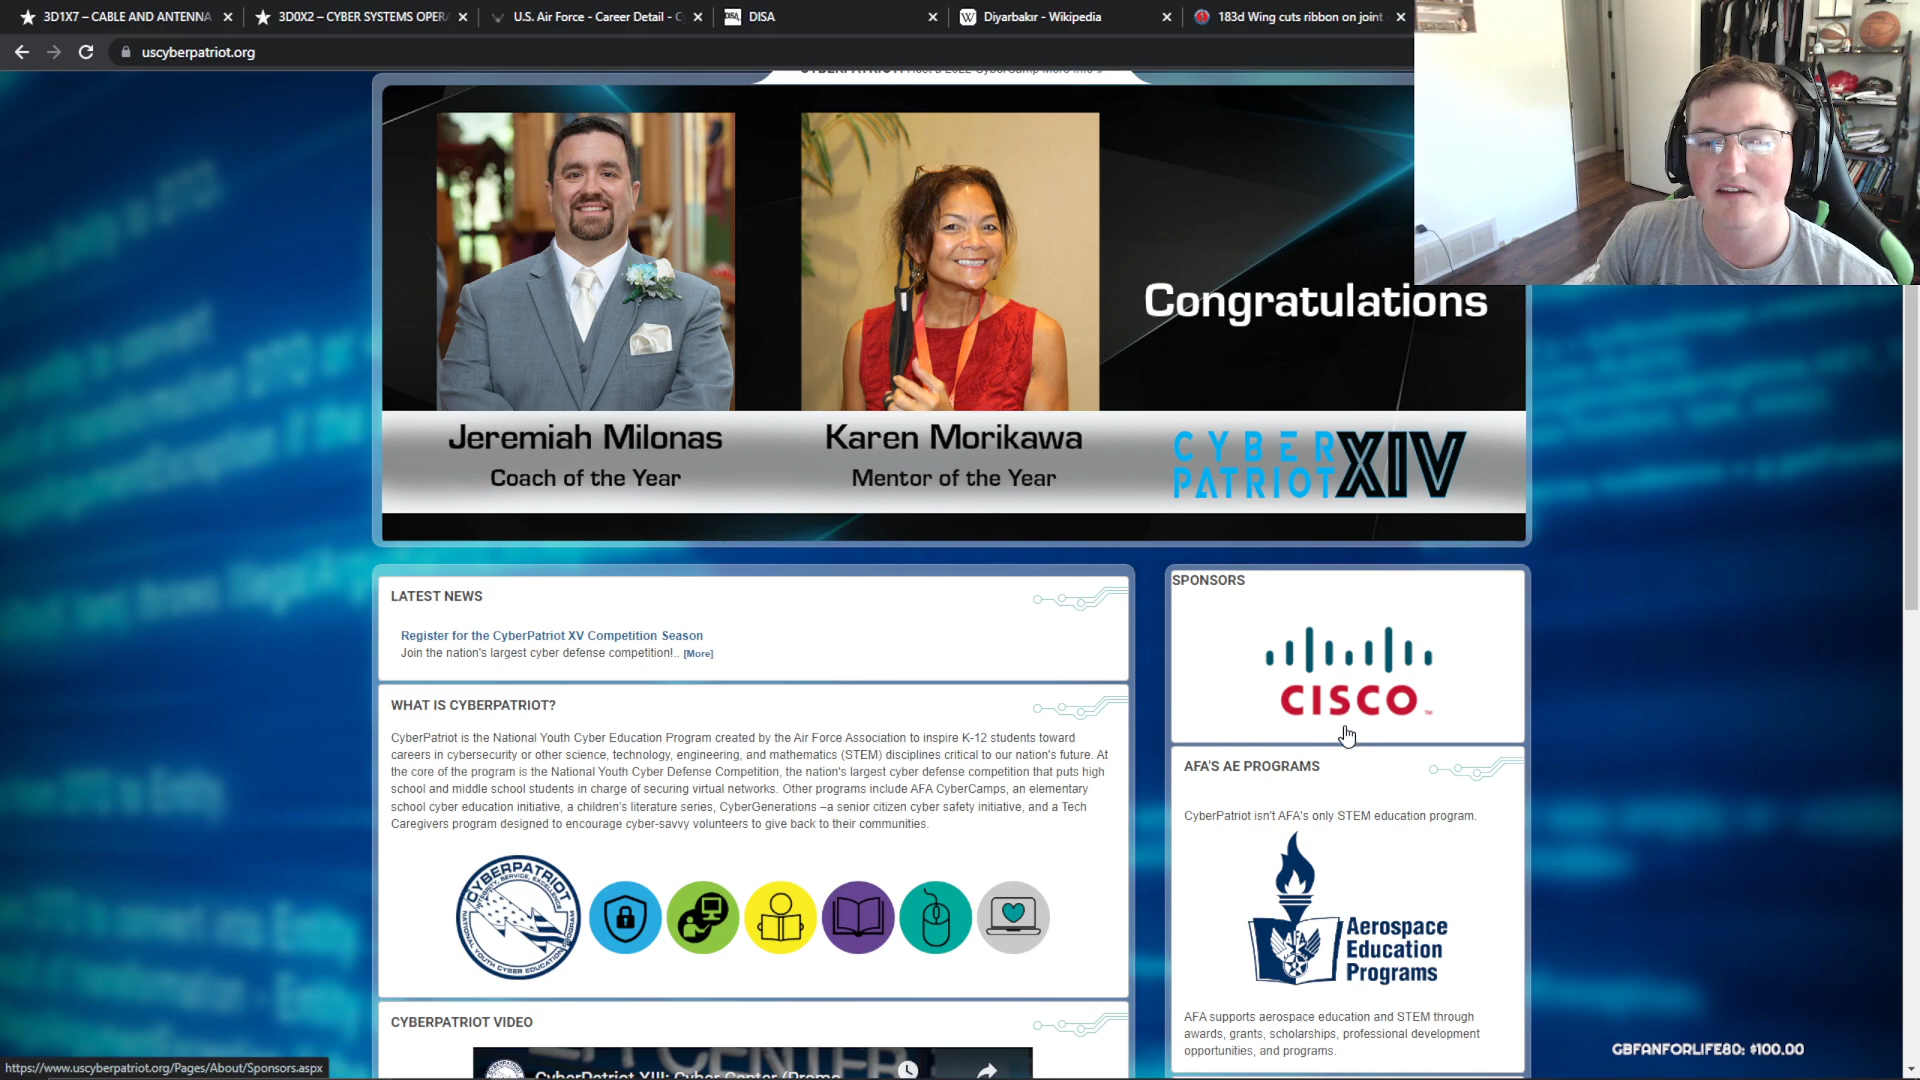 3D1X7 – CABLE AND ANTENNA
3D0X2 – CYBER SYSTEMS OPER
U.S. Air Force - Career Detail - C
DISA
DISA
Diyarbakır - Wikipedia
183d Wing cuts ribbon on joint
uscyberpatriot.org
Congratulations
Jeremiah Milonas
Coach of the Year
Karen Morikawa
Mentor of the Year
CYBER
PATRIOT XIV
LATEST NEWS
Register for the CyberPatriot XV Competition Season
Join the nation's largest cyber defense competition!.. [More]
WHAT IS CYBERPATRIOT?
CyberPatriot is the National Youth Cyber Education Program created by the Air Force Association to inspire K-12 students toward
careers in cybersecurity or other science, technology, engineering, and mathematics (STEM) disciplines critical to our nation's future. At
the core of the program is the National Youth Cyber Defense Competition, the nation's largest cyber defense competition that puts high
school and middle school students in charge of securing virtual networks. Other programs include AFA CyberCamps, an elementary
school cyber education initiative, a children's literature series, CyberGenerations –a senior citizen cyber safety initiative, and a Tech
Caregivers program designed to encourage cyber-savvy volunteers to give back to their communities.
CYBERPATRIOT
INTEGRITY, SERVICE, EXCELLENCE
NATIONAL YOUTH CYBER EDUCATION PROGRAM
CYBERPATRIOT VIDEO
CyberPatriot XIII: Cyber Center (Promo
SPONSORS
CISCO
AFA'S AE PROGRAMS
CyberPatriot isn't AFA's only STEM education program.
AFA
Aerospace
Education
Programs
AFA supports aerospace education and STEM through
awards, grants, scholarships, professional development
opportunities, and programs.
GBFANFORLIFE80: $100.00
https://www.uscyberpatriot.org/Pages/About/Sponsors.aspx